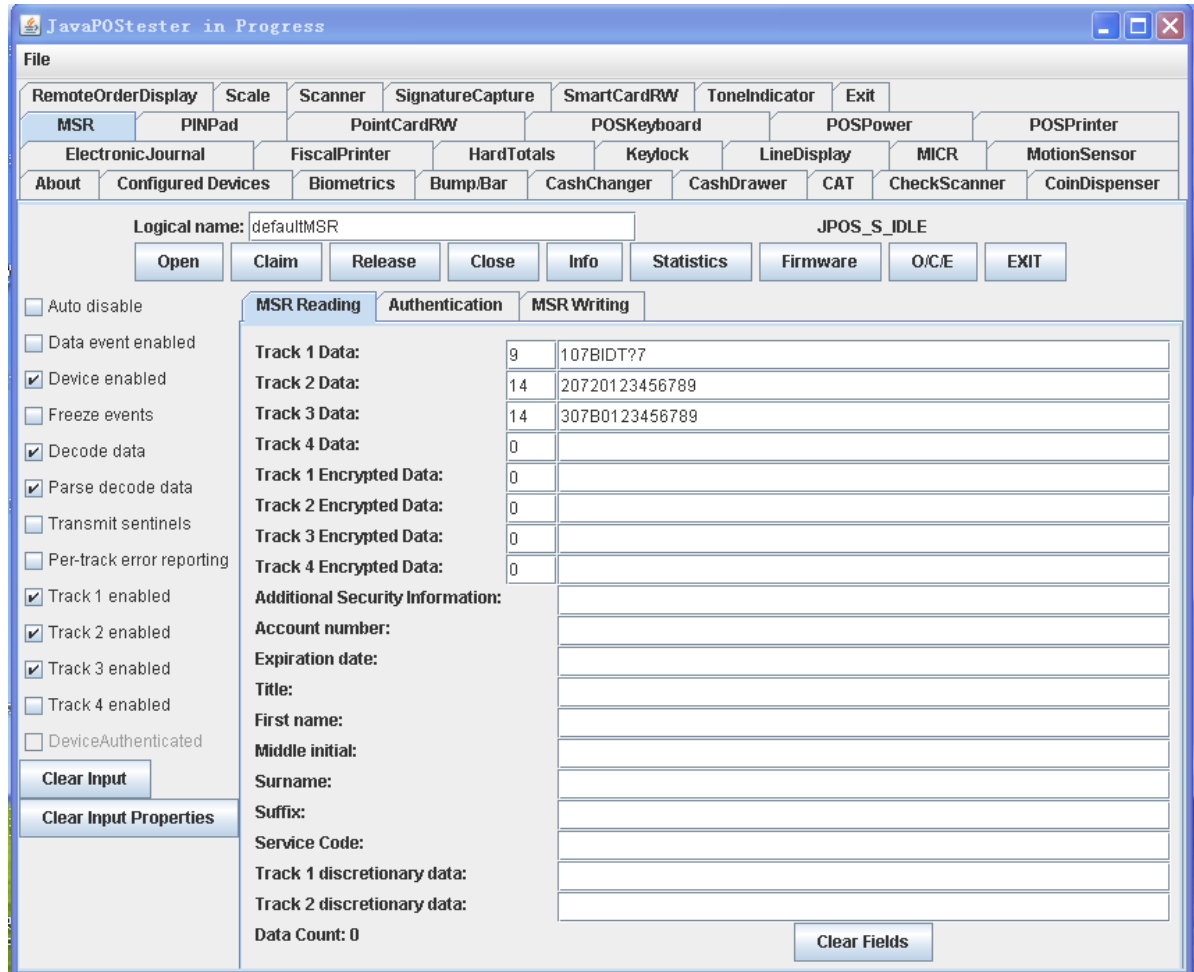 JavaPOStester in Progress
File
RemoteOrderDisplay Scale Scanner SignatureCapture SmartCardRW ToneIndicator Exit
MSR PINPad PointCardRW POSKeyboard POSPower POSPrinter
ElectronicJournal FiscalPrinter HardTotals Keylock LineDisplay MICR MotionSensor
About Configured Devices Biometrics Bump/Bar CashChanger CashDrawer CAT CheckScanner CoinDispenser
Logical name: defaultMSR JPOS_S_IDLE
Open Claim Release Close Info Statistics Firmware O/C/E EXIT
Auto disable
Data event enabled
Device enabled
Freeze events
Decode data
Parse decode data
Transmit sentinels
Per-track error reporting
Track 1 enabled
Track 2 enabled
Track 3 enabled
Track 4 enabled
DeviceAuthenticated
Clear Input
Clear Input Properties
MSR Reading Authentication MSR Writing
Track 1 Data: 9 107BIDT?7
Track 2 Data: 14 20720123456789
Track 3 Data: 14 307B0123456789
Track 4 Data: 0
Track 1 Encrypted Data: 0
Track 2 Encrypted Data: 0
Track 3 Encrypted Data: 0
Track 4 Encrypted Data: 0
Additional Security Information:
Account number:
Expiration date:
Title:
First name:
Middle initial:
Surname:
Suffix:
Service Code:
Track 1 discretionary data:
Track 2 discretionary data:
Data Count: 0
Clear Fields